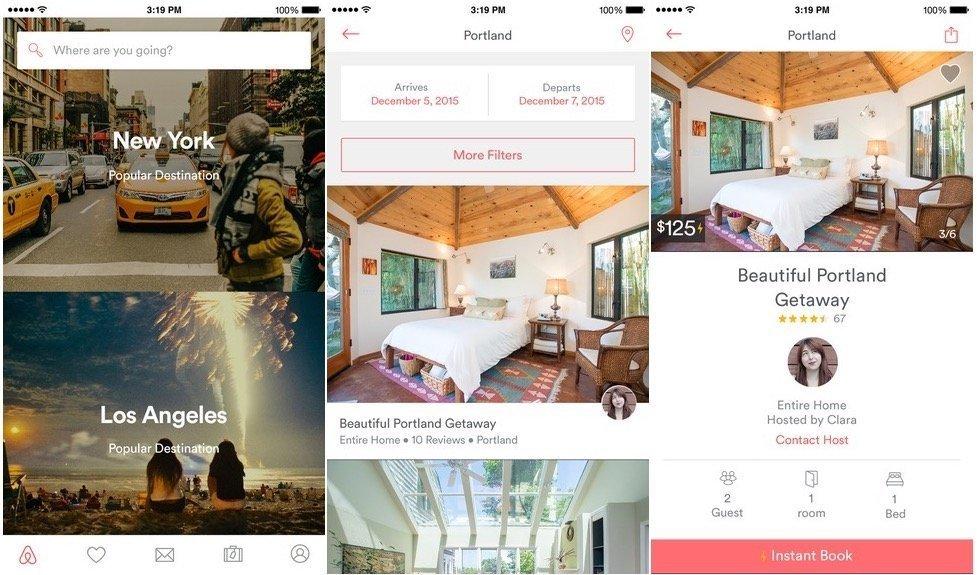 3:19 PM
100%
Where are you going?
New York
Popular Destination
Los Angeles
Popular Destination
3:19 PM
100%
Portland
Arrives
December 5, 2015
Departs
December 7, 2015
More Filters
Beautiful Portland Getaway
Entire Home • 10 Reviews • Portland
3:19 PM
100%
Portland
$125
3/6
Beautiful Portland
Getaway
67
Entire Home
Hosted by Clara
Contact Host
2
Guest
1
room
1
Bed
Instant Book